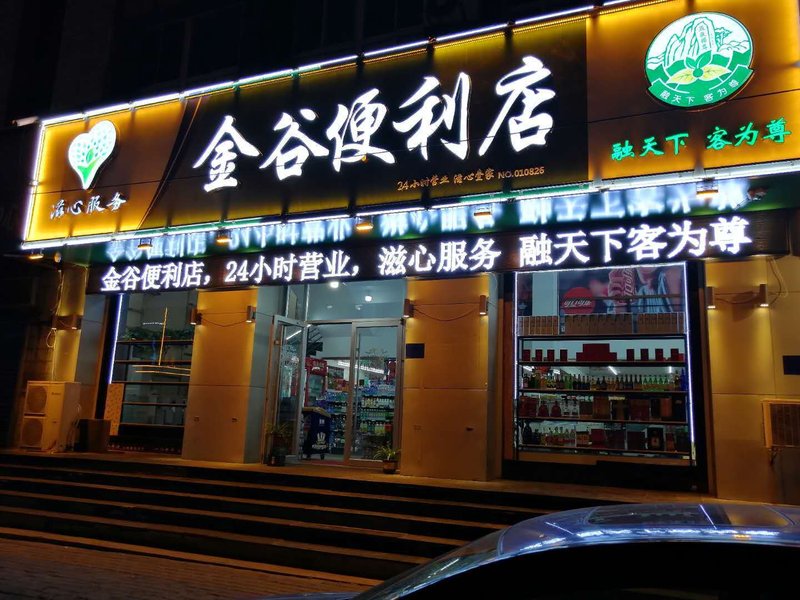 金谷便利店
滋心服务
24小时营业 滋心管家 NO.010826
融天下 客为尊
融天下 客为尊
金谷便利店，24小时营业，滋心服务 融天下客为尊